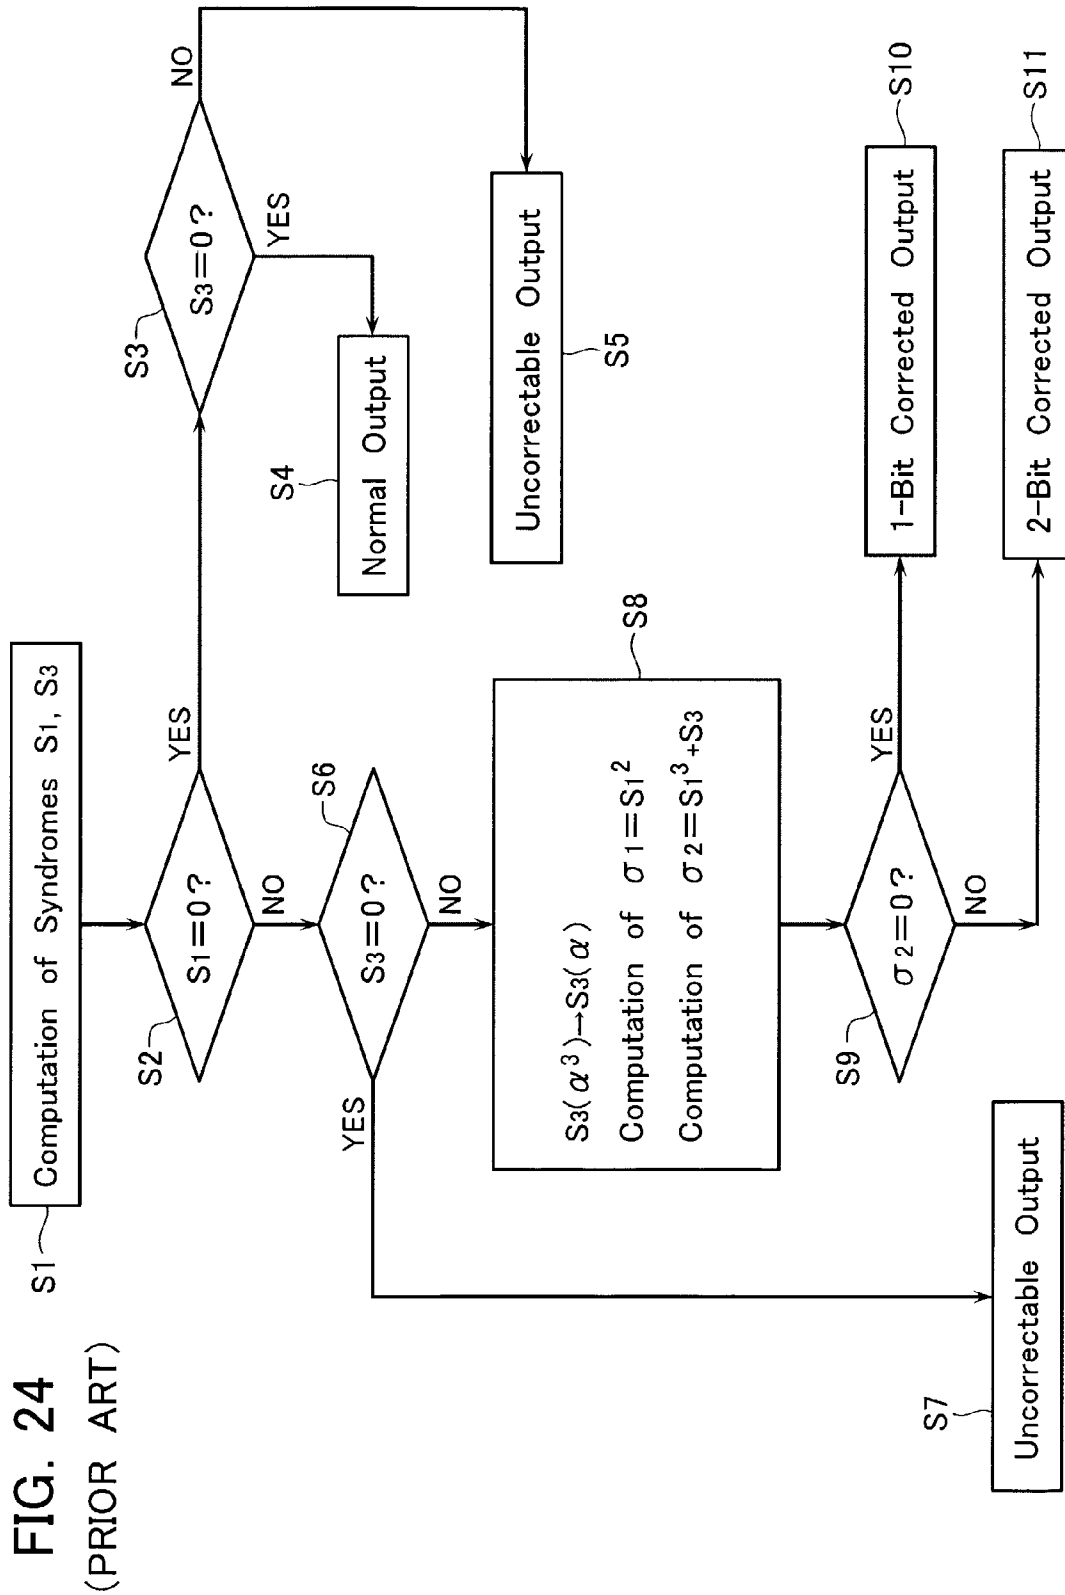 FIG. 24
(PRIOR ART)
S1
Computation of Syndromes S1, S3
S2
S1=0?
YES
NO
S3
S3=0?
NO
YES
S4
Normal Output
Uncorrectable Output
S5
S6
S3=0?
YES
NO
S7
Uncorrectable Output
S8
S3(α³)→S3(α)
Computation of σ1=S1²
Computation of σ2=S1³+S3
S9
σ2=0?
YES
NO
1-Bit Corrected Output
S10
2-Bit Corrected Output
S11